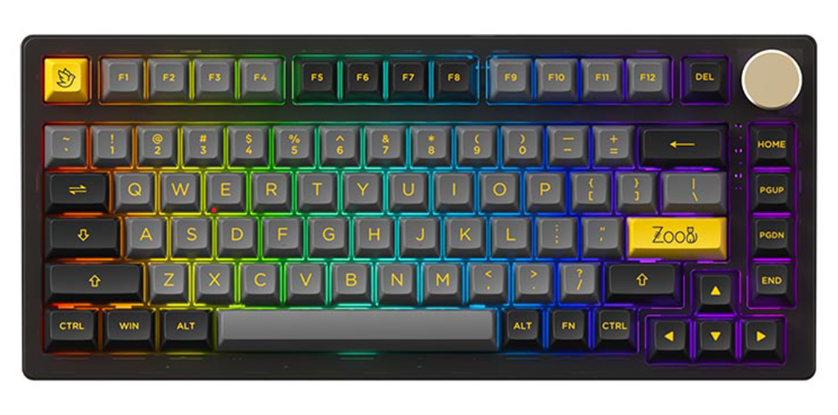 F1 F2 F3 F4 F5 F6 F7 F8 F9 F10 F11 F12 DEL
~ ! @ # $ % ^ & * ( ) — + ← HOME
` 1 2 3 4 5 6 7 8 9 0 - =
⇌ Q W E R T Y U I O P { } | PGUP
[ ] \
A S D F G H J K L : " Zoo PGDN
; '
⇧ Z X C V B N M < > ? ⇧ END
, . /
▲
CTRL WIN ALT ALT FN CTRL ◀ ▼ ▶